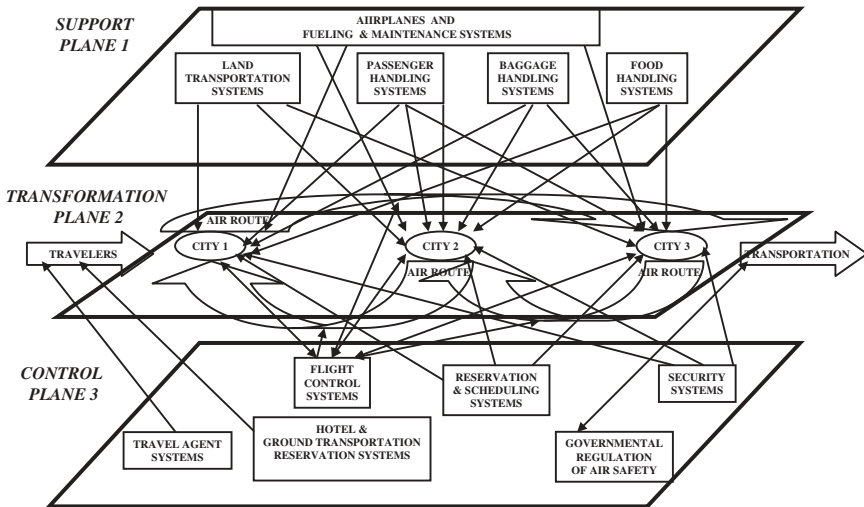 SUPPORT
PLANE 1
AIIRPLANES AND
FUELING & MAINTENANCE SYSTEMS
LAND
TRANSPORTATION
SYSTEMS
PASSENGER
HANDLING
SYSTEMS
BAGGAGE
HANDLING
SYSTEMS
FOOD
HANDLING
SYSTEMS
TRANSFORMATION
PLANE 2
AIR ROUTE
TRAVELERS
CITY 1
CITY 2
CITY 3
TRANSPORTATION
AIR ROUTE
AIR ROUTE
CONTROL
PLANE 3
FLIGHT
CONTROL
SYSTEMS
RESERVATION
& SCHEDULING
SYSTEMS
SECURITY
SYSTEMS
TRAVEL AGENT
SYSTEMS
HOTEL &
GROUND TRANSPORTATION
RESERVATION SYSTEMS
GOVERNMENTAL
REGULATION
OF AIR SAFETY